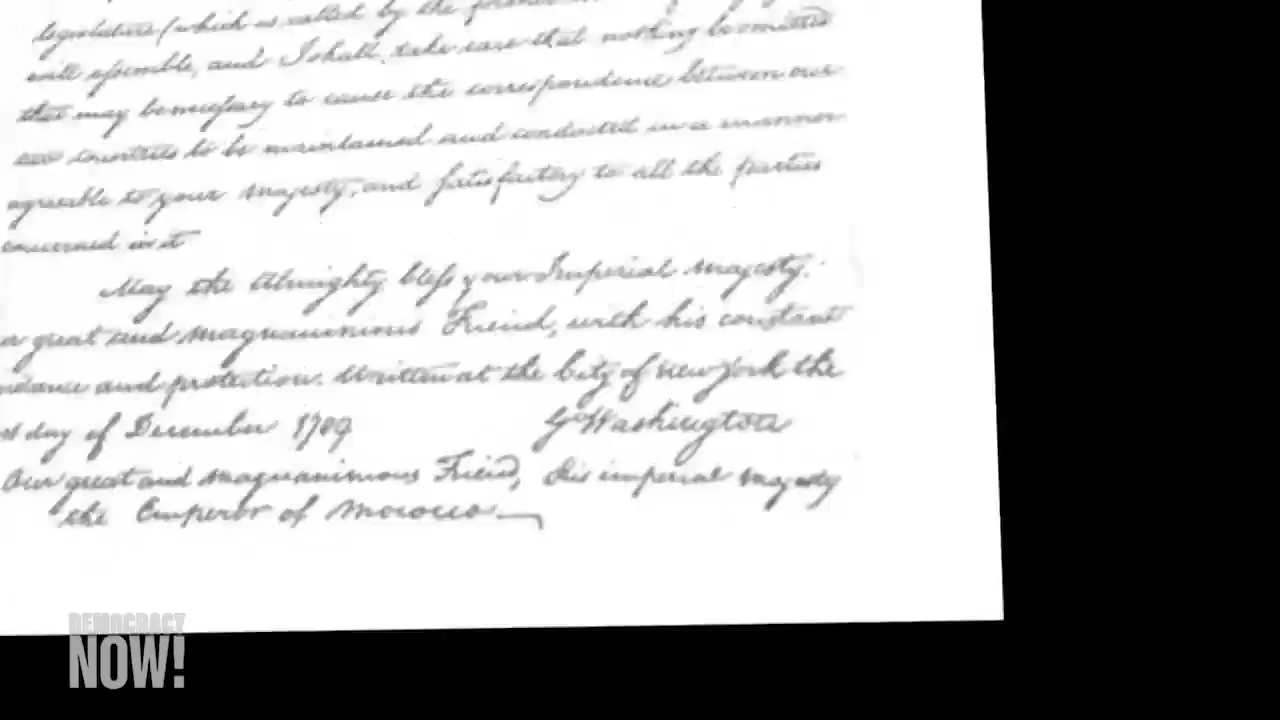 legislature (which is called by the
will assemble, and I shall, take care that nothing be omitted
that may be necessary to cause the correspondence between our
countries to be maintained and conducted in a manner
agreeable to your majesty, and satisfactory to all the parties
concerned in it
May the Almighty bless your Imperial majesty,
great and magnanimous Friend, with his constant
and protection. Written at the City of new york the
day of December 1789
G Washington
Our great and magnanimous Friend, His imperial majesty
the Emperor of Morocco
DEMOCRACY
NOW!